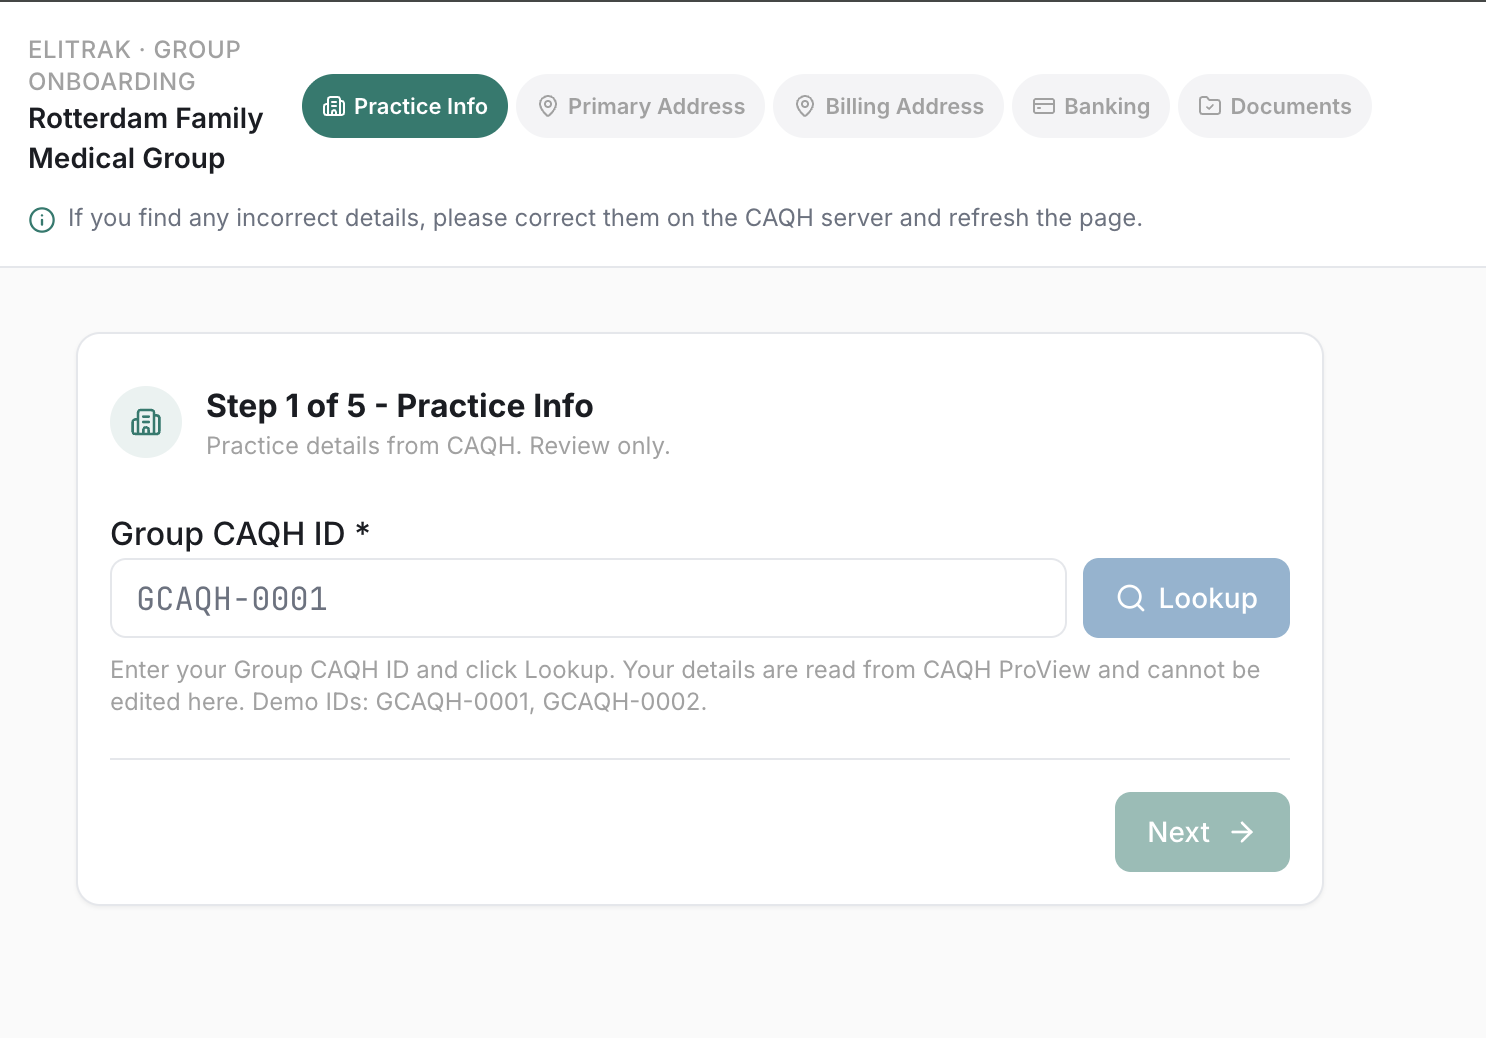 ELITRAK · GROUP
ONBOARDING
Rotterdam Family
Medical Group
Practice Info
Primary Address
Billing Address
Banking
Documents
If you find any incorrect details, please correct them on the CAQH server and refresh the page.
Step 1 of 5 - Practice Info
Practice details from CAQH. Review only.
Group CAQH ID *
GCAQH-0001
Lookup
Enter your Group CAQH ID and click Lookup. Your details are read from CAQH ProView and cannot be
edited here. Demo IDs: GCAQH-0001, GCAQH-0002.
Next